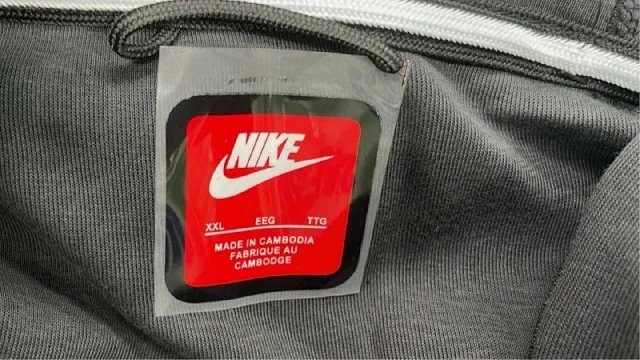 NIKE
XXL EEG TTG
MADE IN CAMBODIA
FABRIQUE AU
CAMBODGE